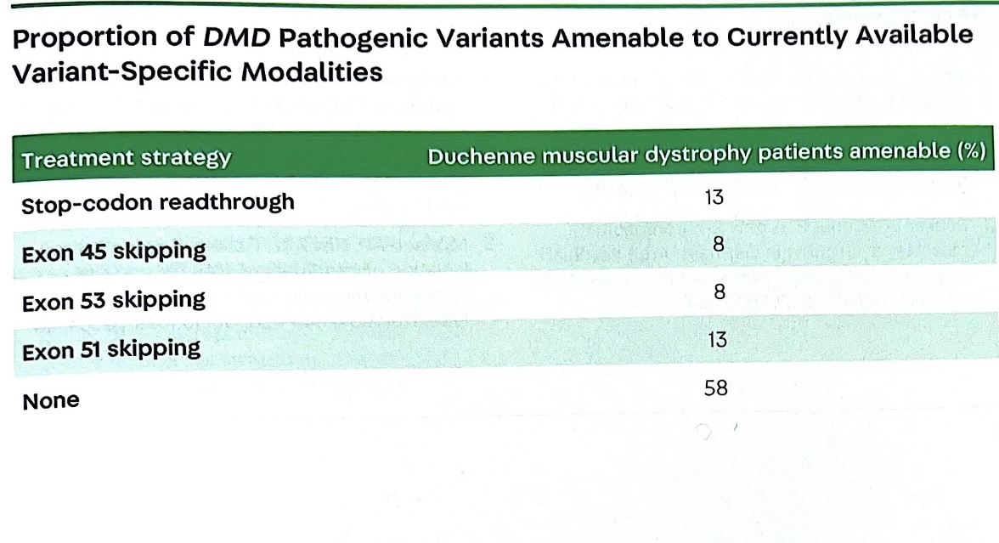 Proportion of DMD Pathogenic Variants Amenable to Currently Available
Variant-Specific Modalities
Treatment strategy Duchenne muscular dystrophy patients amenable (%)
Stop-codon readthrough 13
Exon 45 skipping 8
Exon 53 skipping 8
Exon 51 skipping 13
None 58